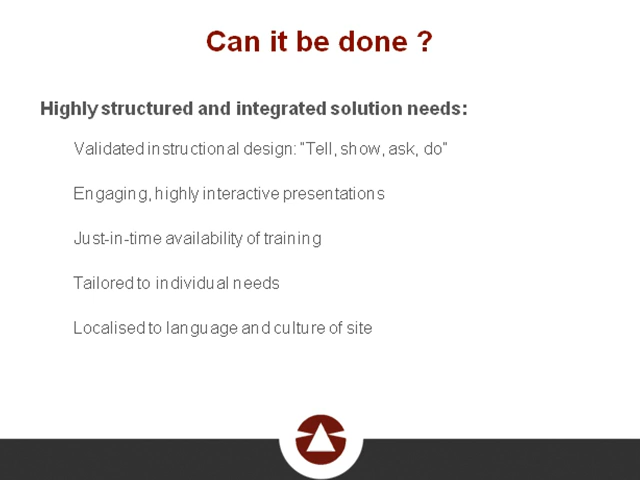 Can it be done ?
Highly structured and integrated solution needs:
Validated instructional design: "Tell, show, ask, do"
Engaging, highly interactive presentations
Just-in-time availability of training
Tailored to individual needs
Localised to language and culture of site